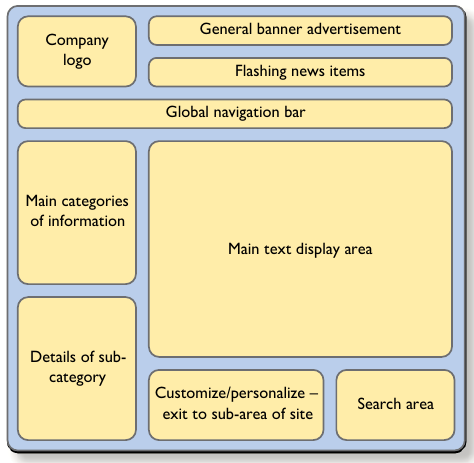 Company
logo
General banner advertisement
Flashing news items
Global navigation bar
Main categories
of information
Main text display area
Details of sub-
category
Customize/personalize –
exit to sub-area of site
Search area